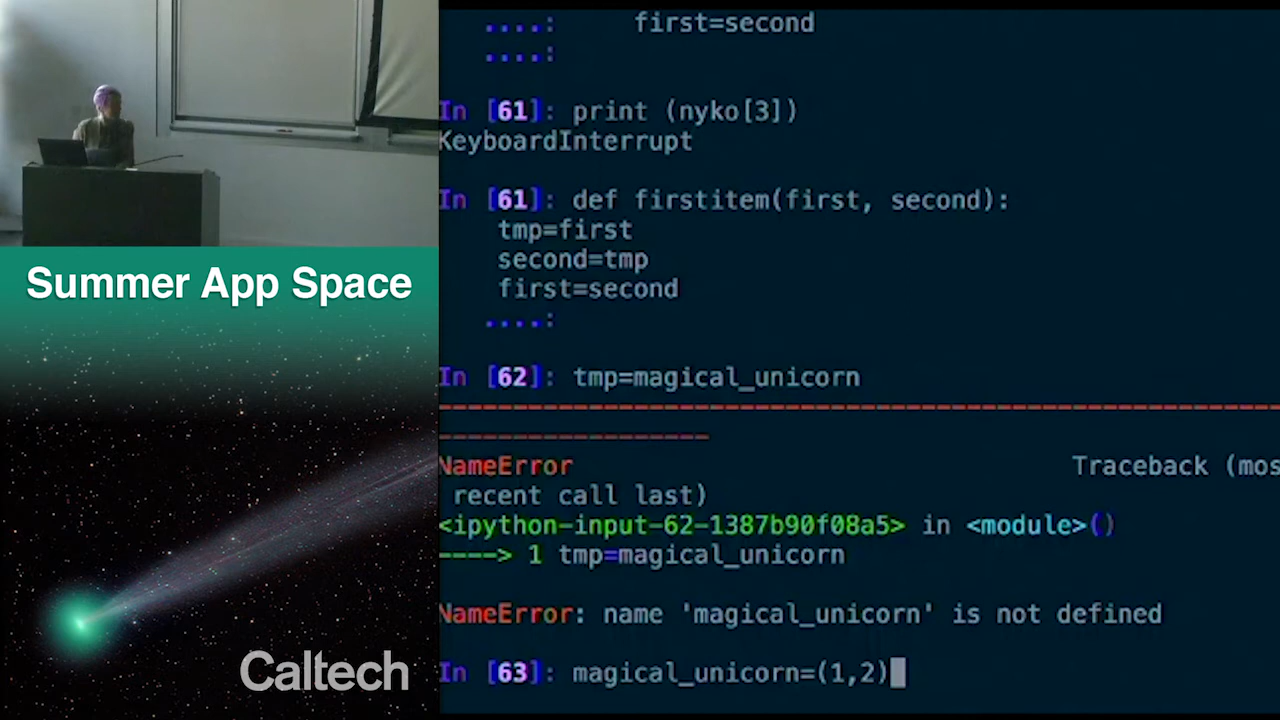 Summer App Space
Caltech
....:     first=second
....:
In [61]: print (nyko[3])
KeyboardInterrupt
In [61]: def firstitem(first, second):
tmp=first
second=tmp
first=second
....:
In [62]: tmp=magical_unicorn
--------------------------------------------------------
------------------
NameError Traceback (mos
recent call last)
<ipython-input-62-1387b90f08a5> in <module>()
----> 1 tmp=magical_unicorn
NameError: name 'magical_unicorn' is not defined
In [63]: magical_unicorn=(1,2)